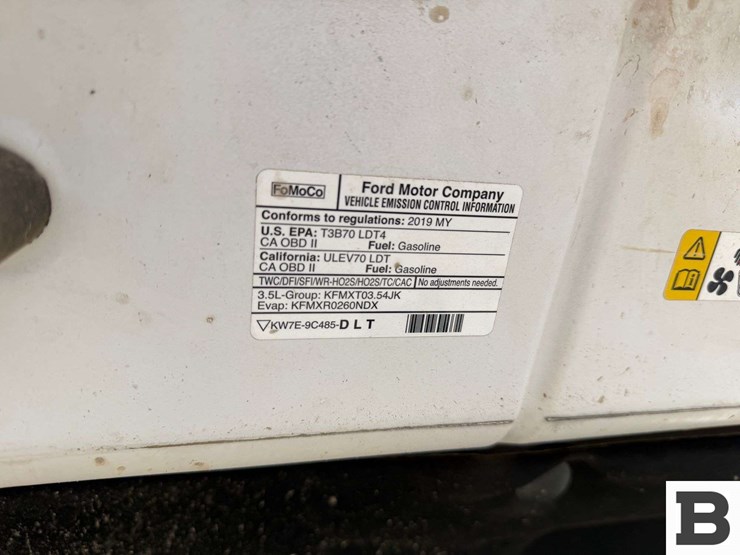 FoMoCo
Ford Motor Company
VEHICLE EMISSION CONTROL INFORMATION
Conforms to regulations: 2019 MY
U.S. EPA: T3B70 LDT4
CA OBD II Fuel: Gasoline
California: ULEV70 LDT
CA OBD II Fuel: Gasoline
TWC/DFI/SFI/WR-HO2S/HO2S/TC/CAC No adjustments needed.
3.5L-Group: KFMXT03.54JK
Evap: KFMXR0260NDX
KW7E-9C485-DLT
B